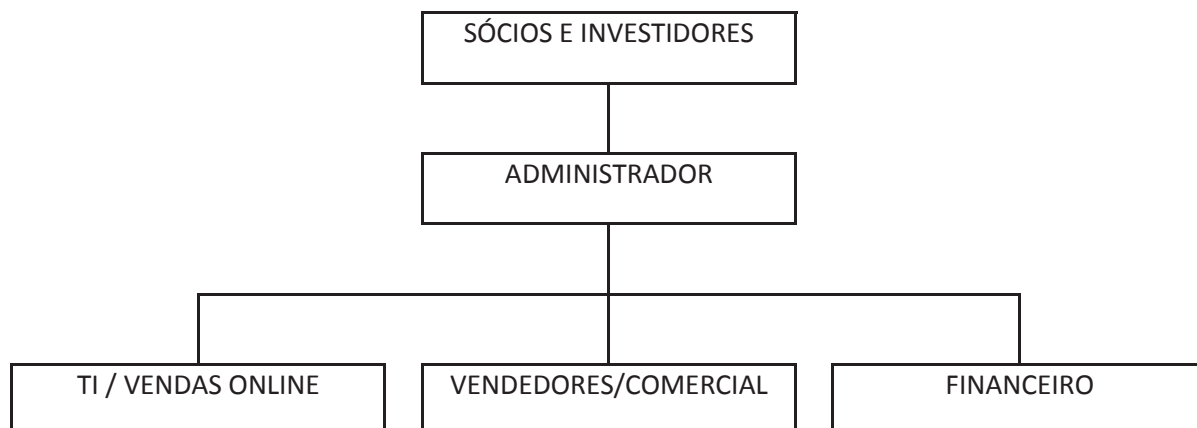 SÓCIOS E INVESTIDORES
ADMINISTRADOR
TI / VENDAS ONLINE
VENDEDORES/COMERCIAL
FINANCEIRO